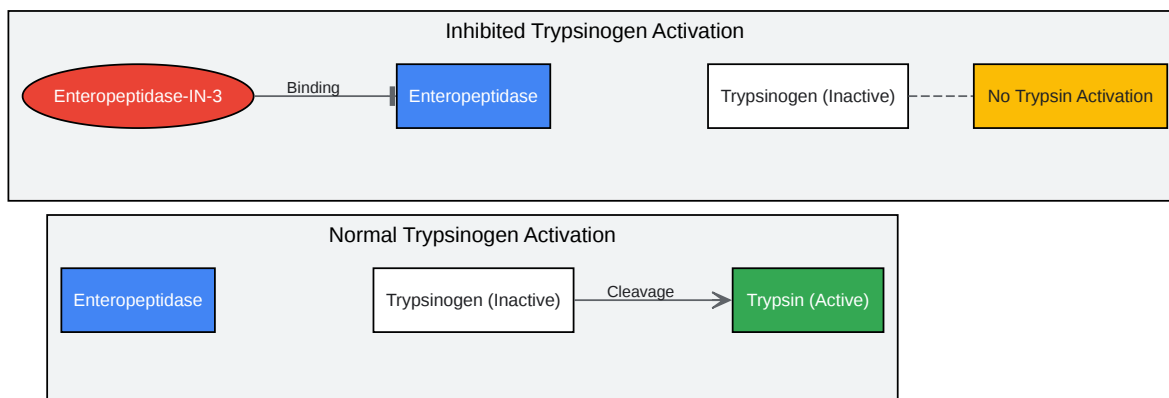 Inhibited Trypsinogen Activation
Enteropeptidase-IN-3
Binding
Enteropeptidase
Trypsinogen (Inactive)
No Trypsin Activation
Normal Trypsinogen Activation
Enteropeptidase
Trypsinogen (Inactive)
Cleavage
Trypsin (Active)